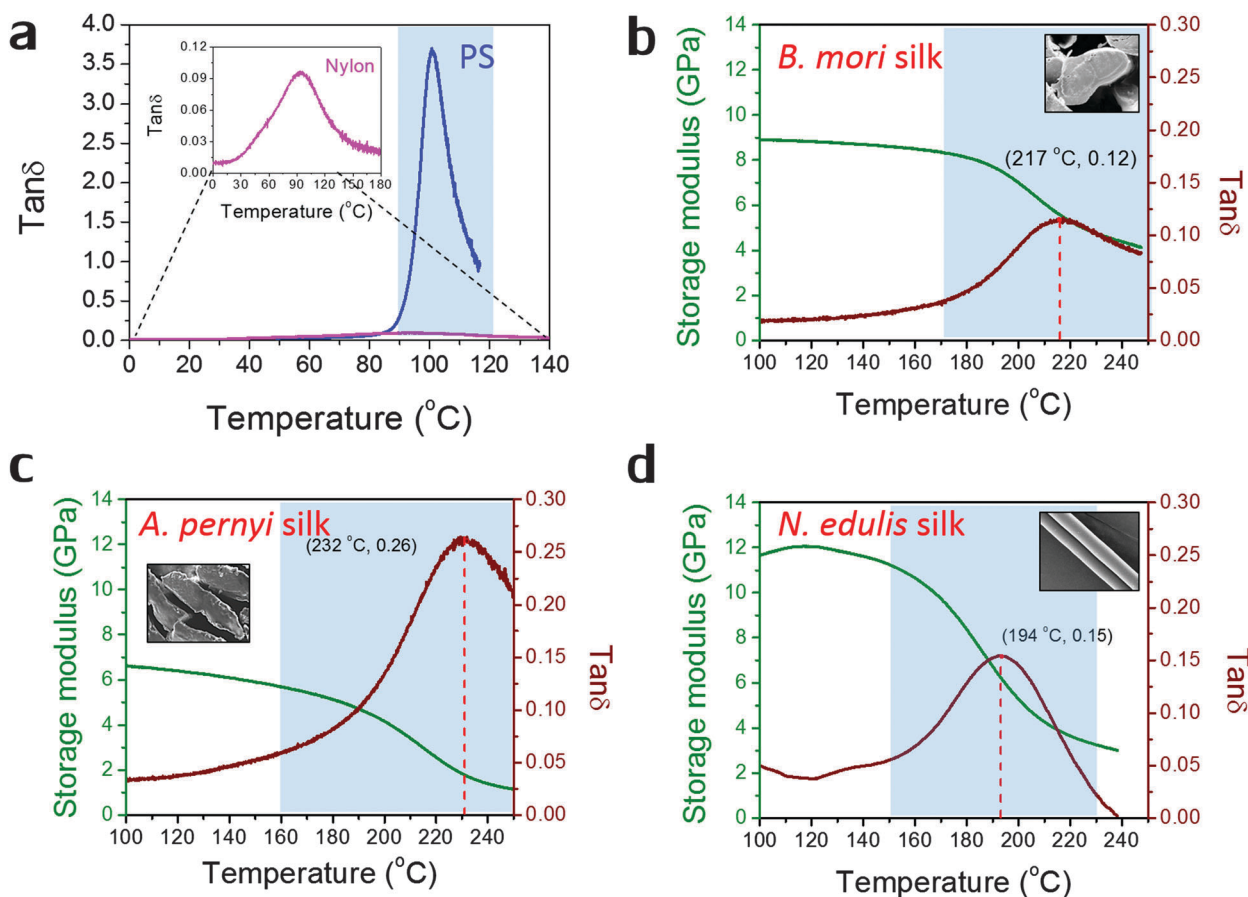 a
4.0
3.5
3.0
2.5
2.0
1.5
1.0
0.5
0.0
Tanδ
0 20 40 60 80 100 120 140
Temperature (°C)
PS
Nylon
0.12
0.09
0.06
0.03
0.00
Tanδ
0 30 60 90 120 150 180
Temperature (°C)
b
B. mori silk
Storage modulus (GPa)
14
12
10
8
6
4
2
0
(217 °C, 0.12)
0.30
0.25
0.20
0.15
0.10
0.05
0.00
Tanδ
100 120 140 160 180 200 220 240
Temperature (°C)
c
A. pernyi silk
Storage modulus (GPa)
14
12
10
8
6
4
2
0
(232 °C, 0.26)
0.30
0.25
0.20
0.15
0.10
0.05
0.00
Tanδ
100 120 140 160 180 200 220 240
Temperature (°C)
d
N. edulis silk
Storage modulus (GPa)
14
12
10
8
6
4
2
0
(194 °C, 0.15)
0.30
0.25
0.20
0.15
0.10
0.05
0.00
Tanδ
100 120 140 160 180 200 220 240
Temperature (°C)